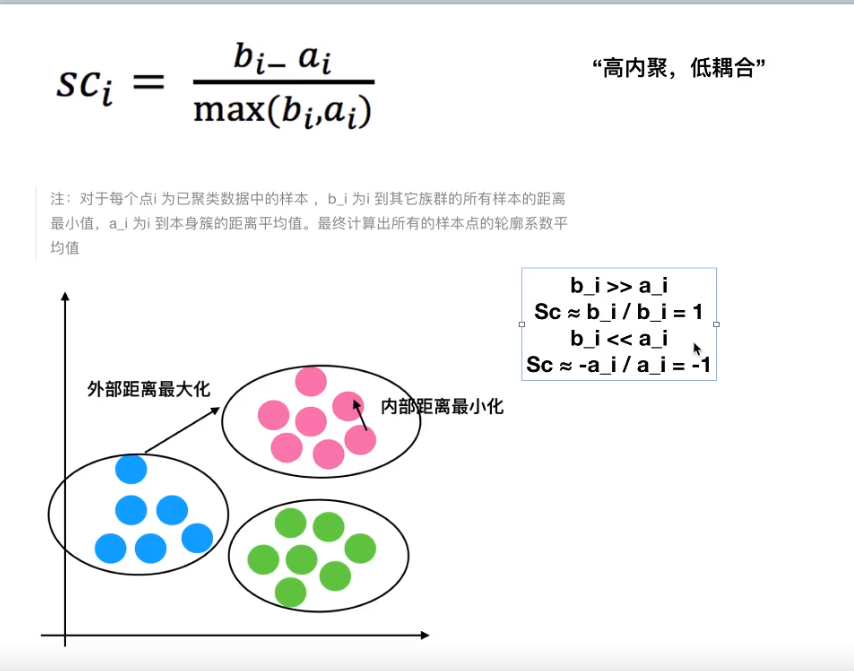 sc_i = (b_i − a_i) / max(b_i,a_i)
“高内聚，低耦合”
注：对于每个点i 为已聚类数据中的样本 ，b_i 为i 到其它族群的所有样本的距离
最小值，a_i 为i 到本身簇的距离平均值。最终计算出所有的样本点的轮廓系数平
均值
b_i >> a_i
Sc ≈ b_i / b_i = 1
b_i << a_i
Sc ≈ -a_i / a_i = -1
外部距离最大化
内部距离最小化